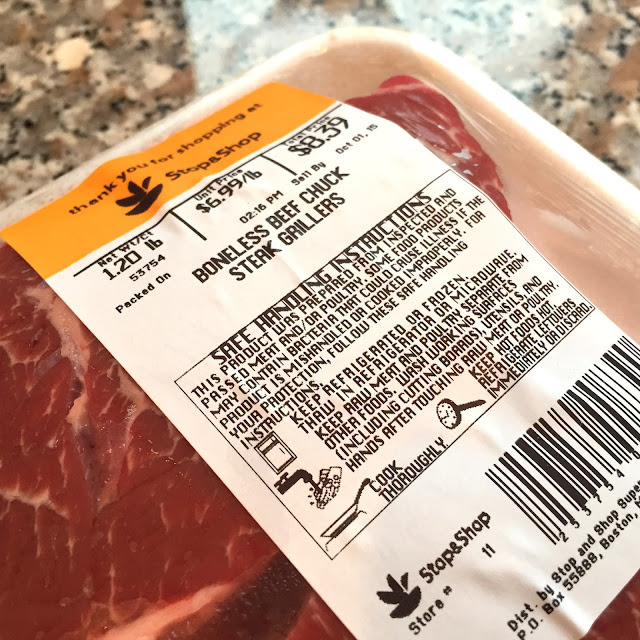 thank you for shopping at
Stop&Shop
Unit Price
$6.99/lb
$8.39
Weight/Ct
1.20 lb
53754
Packed On
02:16 PM
Sell By
Oct 01, 15
BONELESS BEEF CHUCK
STEAK GRILLERS
SAFE HANDLING INSTRUCTIONS
THIS PRODUCT WAS PREPARED FROM INSPECTED AND
PASSED MEAT AND/OR POULTRY. SOME FOOD PRODUCTS
MAY CONTAIN BACTERIA THAT COULD CAUSE ILLNESS IF THE
PRODUCT IS MISHANDLED OR COOKED IMPROPERLY. FOR
YOUR PROTECTION, FOLLOW THESE SAFE HANDLING
INSTRUCTIONS.
KEEP REFRIGERATED OR FROZEN.
THAW IN REFRIGERATOR OR MICROWAVE.
KEEP RAW MEAT AND POULTRY SEPARATE FROM
OTHER FOODS. WASH WORKING SURFACES
(INCLUDING CUTTING BOARDS), UTENSILS, AND
HANDS AFTER TOUCHING RAW MEAT OR POULTRY.
COOK
THOROUGHLY
KEEP HOT FOODS HOT.
REFRIGERATE LEFTOVERS
IMMEDIATELY OR DISCARD.
Stop&Shop
Store ##
11
Dist. by Stop and Shop
P.O. Box 55888, Boston,